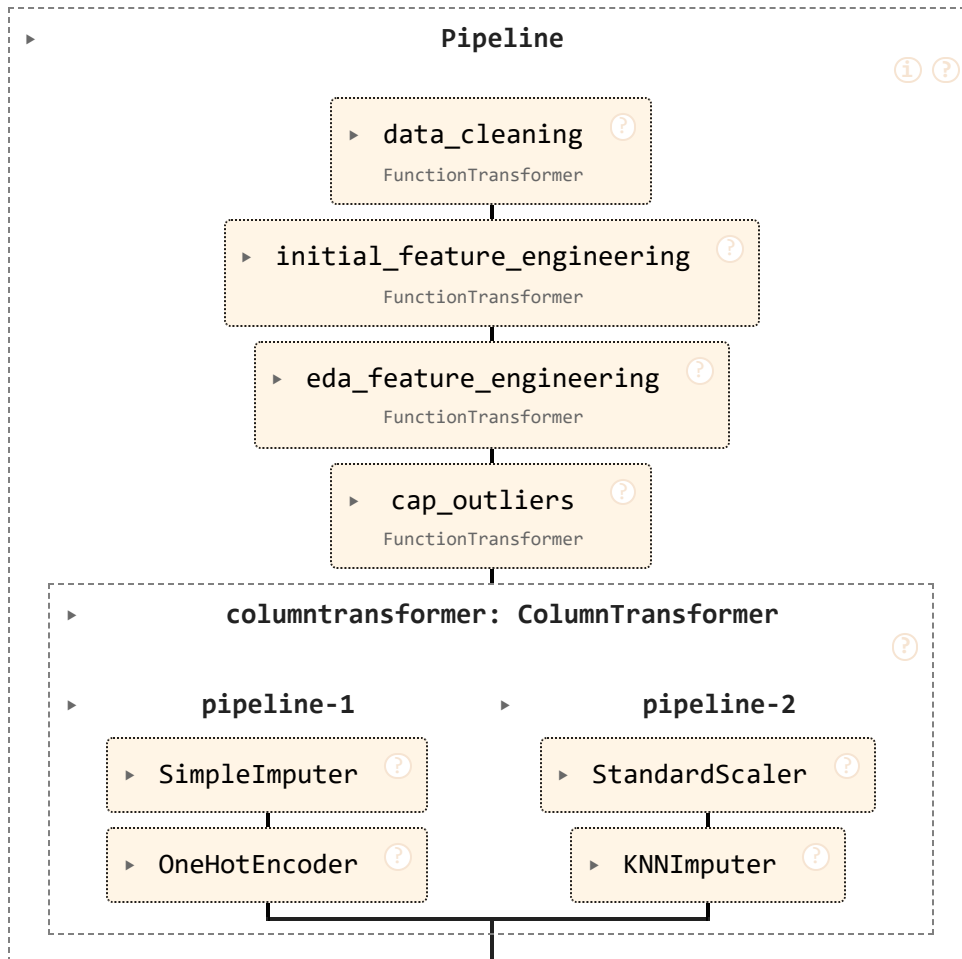 Pipeline
i ?
data_cleaning ?
FunctionTransformer
initial_feature_engineering ?
FunctionTransformer
eda_feature_engineering ?
FunctionTransformer
cap_outliers ?
FunctionTransformer
columntransformer: ColumnTransformer
?
pipeline-1 pipeline-2
SimpleImputer ? StandardScaler ?
OneHotEncoder ? KNNImputer ?